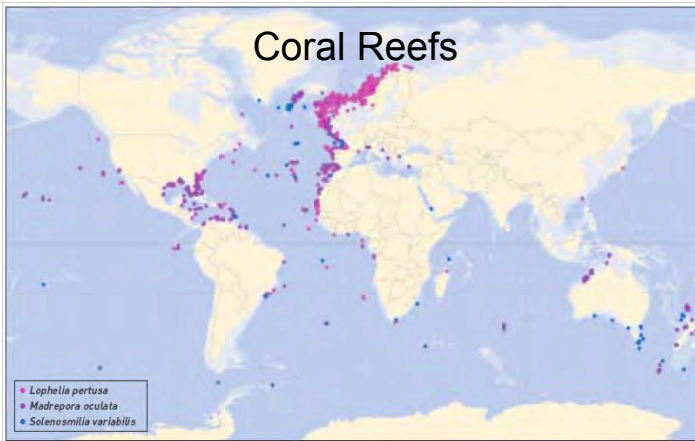 Coral Reefs
Lophelia pertusa
Madrepora oculata
Solenosmilia variabilis